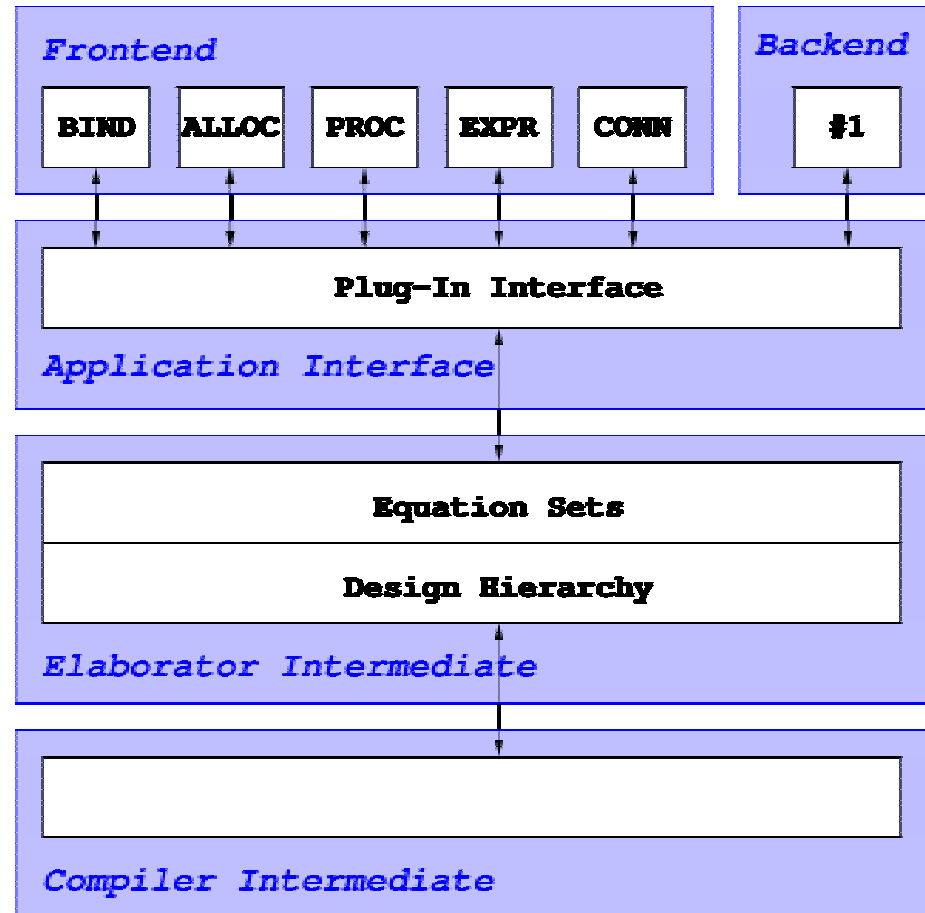 Frontend
Backend
BIND
ALLOC
PROC
EXPR
CONN
#1
Plug-In Interface
Application Interface
Equation Sets
Design Hierarchy
Elaborator Intermediate
Compiler Intermediate